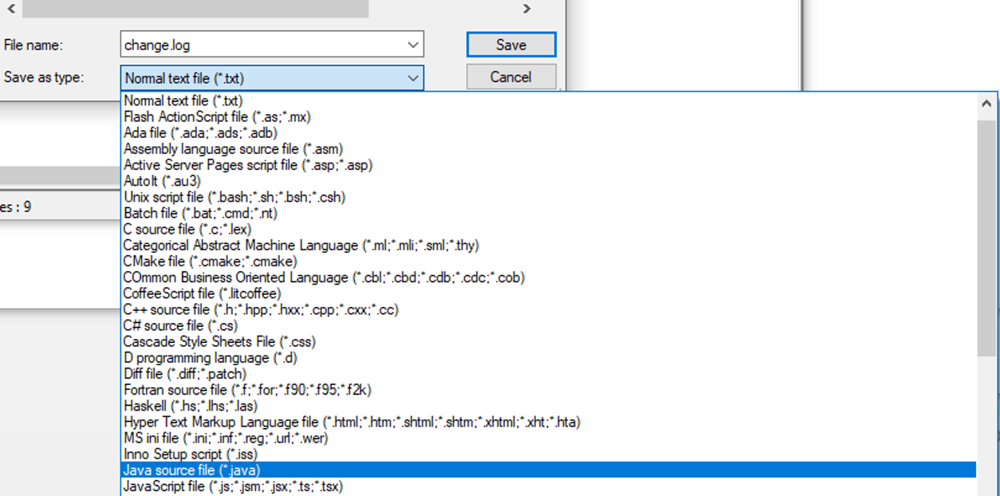 File name: change.log Save
Save as type: Normal text file (*.txt) Cancel
Normal text file (*.txt)
Flash ActionScript file (*.as;*.mx)
Ada file (*.ada;*.ads;*.adb)
Assembly language source file (*.asm)
Active Server Pages script file (*.asp;*.asp)
AutoIt (*.au3)
Unix script file (*.bash;*.sh;*.bsh;*.csh)
es : 9
Batch file (*.bat;*.cmd;*.nt)
C source file (*.c;*.lex)
Categorical Abstract Machine Language (*.ml;*.mli;*.sml;*.thy)
CMake file (*.cmake;*.cmake)
COmmon Business Oriented Language (*.cbl;*.cbd;*.cdb;*.cdc;*.cob)
CoffeeScript file (*.litcoffee)
C++ source file (*.h;*.hpp;*.hxx;*.cpp;*.cxx;*.cc)
C# source file (*.cs)
Cascade Style Sheets File (*.css)
D programming language (*.d)
Diff file (*.diff;*.patch)
Fortran source file (*.f;*.for;*.f90;*.f95;*.f2k)
Haskell (*.hs;*.lhs;*.las)
Hyper Text Markup Language file (*.html;*.htm;*.shtml;*.shtm;*.xhtml;*.xht;*.hta)
MS ini file (*.ini;*.inf;*.reg;*.url;*.wer)
Inno Setup script (*.iss)
Java source file (*.java)
JavaScript file (*.js;*.jsm;*.jsx;*.ts;*.tsx)